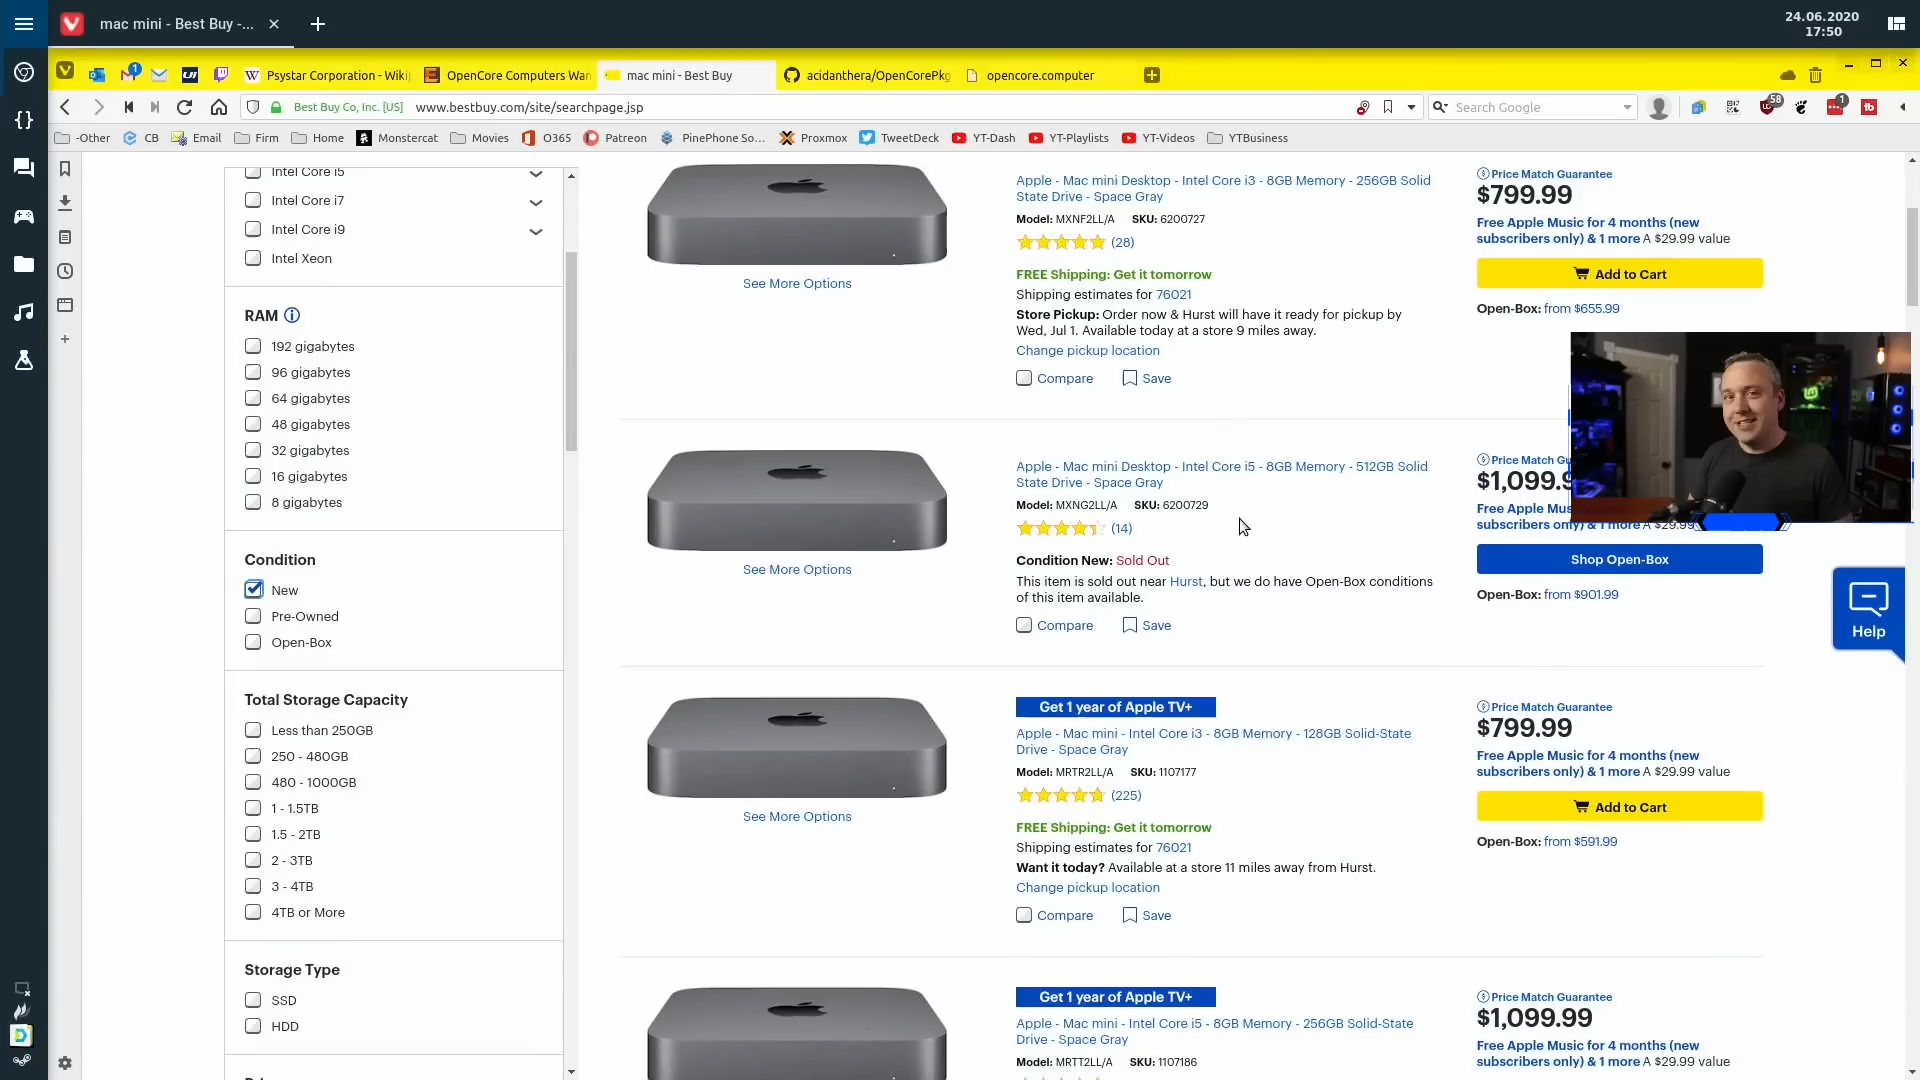 mac mini - Best Buy -...
24.06.2020
17:50
1
Psystar Corporation - Wiki
OpenCore Computers Wan
mac mini - Best Buy
acidanthera/OpenCorePkg
opencore.computer
Best Buy Co, Inc. [US]
www.bestbuy.com/site/searchpage.jsp
Search Google
58
1
-Other
CB
Email
Firm
Home
Monstercat
Movies
O365
Patreon
PinePhone So...
Proxmox
TweetDeck
YT-Dash
YT-Playlists
YT-Videos
YTBusiness
Intel Core i5
Intel Core i7
Intel Core i9
Intel Xeon
RAM
192 gigabytes
96 gigabytes
64 gigabytes
48 gigabytes
32 gigabytes
16 gigabytes
8 gigabytes
Condition
New
Pre-Owned
Open-Box
Total Storage Capacity
Less than 250GB
250 - 480GB
480 - 1000GB
1 - 1.5TB
1.5 - 2TB
2 - 3TB
3 - 4TB
4TB or More
Storage Type
SSD
HDD
See More Options
Apple - Mac mini Desktop - Intel Core i3 - 8GB Memory - 256GB Solid
State Drive - Space Gray
Model: MXNF2LL/A SKU: 6200727
(28)
FREE Shipping: Get it tomorrow
Shipping estimates for 76021
Store Pickup: Order now & Hurst will have it ready for pickup by
Wed, Jul 1. Available today at a store 9 miles away.
Change pickup location
Compare
Save
Price Match Guarantee
$799.99
Free Apple Music for 4 months (new
subscribers only) & 1 more A $29.99 value
Add to Cart
Open-Box: from $655.99
See More Options
Apple - Mac mini Desktop - Intel Core i5 - 8GB Memory - 512GB Solid
State Drive - Space Gray
Model: MXNG2LL/A SKU: 6200729
(14)
Condition New: Sold Out
This item is sold out near Hurst, but we do have Open-Box conditions
of this item available.
Compare
Save
Price Match Gu
$1,099.9
Free Apple Mus
subscribers only) & 1 more A $29.99
Shop Open-Box
Open-Box: from $901.99
Help
See More Options
Get 1 year of Apple TV+
Apple - Mac mini - Intel Core i3 - 8GB Memory - 128GB Solid-State
Drive - Space Gray
Model: MRTR2LL/A SKU: 1107177
(225)
FREE Shipping: Get it tomorrow
Shipping estimates for 76021
Want it today? Available at a store 11 miles away from Hurst.
Change pickup location
Compare
Save
Price Match Guarantee
$799.99
Free Apple Music for 4 months (new
subscribers only) & 1 more A $29.99 value
Add to Cart
Open-Box: from $591.99
Get 1 year of Apple TV+
Apple - Mac mini - Intel Core i5 - 8GB Memory - 256GB Solid-State
Drive - Space Gray
Model: MRTT2LL/A SKU: 1107186
Price Match Guarantee
$1,099.99
Free Apple Music for 4 months (new
subscribers only) & 1 more A $29.99 value